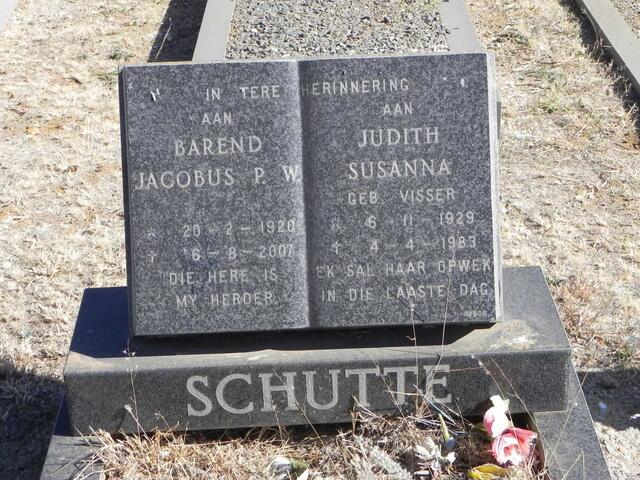 IN TERE HERINNERING
AAN
BAREND
JACOBUS P. W.
20-2-1920
6-8-2007
DIE HERE IS
MY HERDER
AAN
JUDITH
SUSANNA
GEB. VISSER
6-11-1929
4-4-1983
EK SAL HAAR OPWEK
IN DIE LAASTE DAG.
SCHUTTE